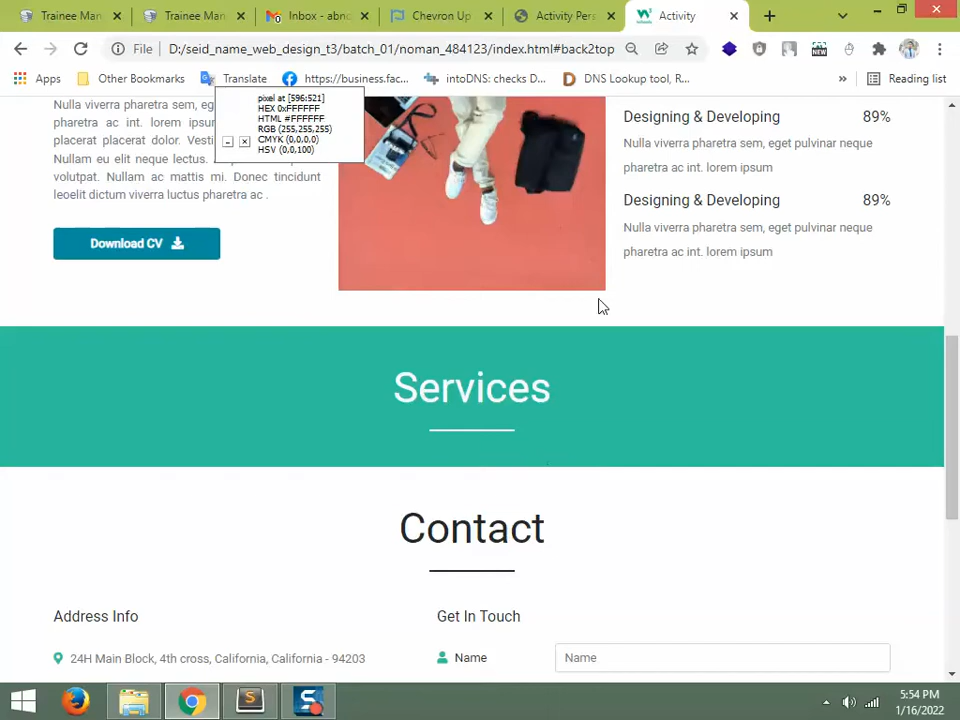 Trainee Man
Trainee Man
Inbox - abno
Chevron Up
Activity Pers
Activity
File
D:/seid_name_web_design_t3/batch_01/noman_484123/index.html#back2top
Apps
Other Bookmarks
Translate
https://business.fac...
intoDNS: checks D...
DNS Lookup tool, R...
»
Reading list
pixel at [596:521]
HEX 0xFFFFFF
HTML #FFFFFF
RGB (255,255,255)
CMYK (0,0,0,0)
HSV (0,0,100)
Nulla viverra pharetra sem, eg
pharetra ac int. lorem ipsum
placerat placerat dolor. Vestib
Nullam eu elit neque lectus.
volutpat. Nullam ac mattis mi. Donec tincidunt
leoelit dictum viverra luctus pharetra ac .
Download CV
Designing & Developing 89%
Nulla viverra pharetra sem, eget pulvinar neque
pharetra ac int. lorem ipsum
Designing & Developing 89%
Nulla viverra pharetra sem, eget pulvinar neque
pharetra ac int. lorem ipsum
Services
Contact
Address Info
Get In Touch
24H Main Block, 4th cross, California, California - 94203
Name
Name
5:54 PM
1/16/2022